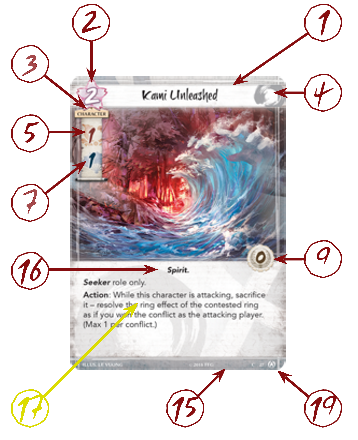 1
2
3
4
5
7
9
16
17
15
19
2
Kami Unleashed
CHARACTER
1
1
0
Spirit.
Seeker role only.
Action: While this character is attacking, sacrifice
it – resolve the ring effect of the contested ring
as if you won the conflict as the attacking player.
(Max 1 per conflict.)